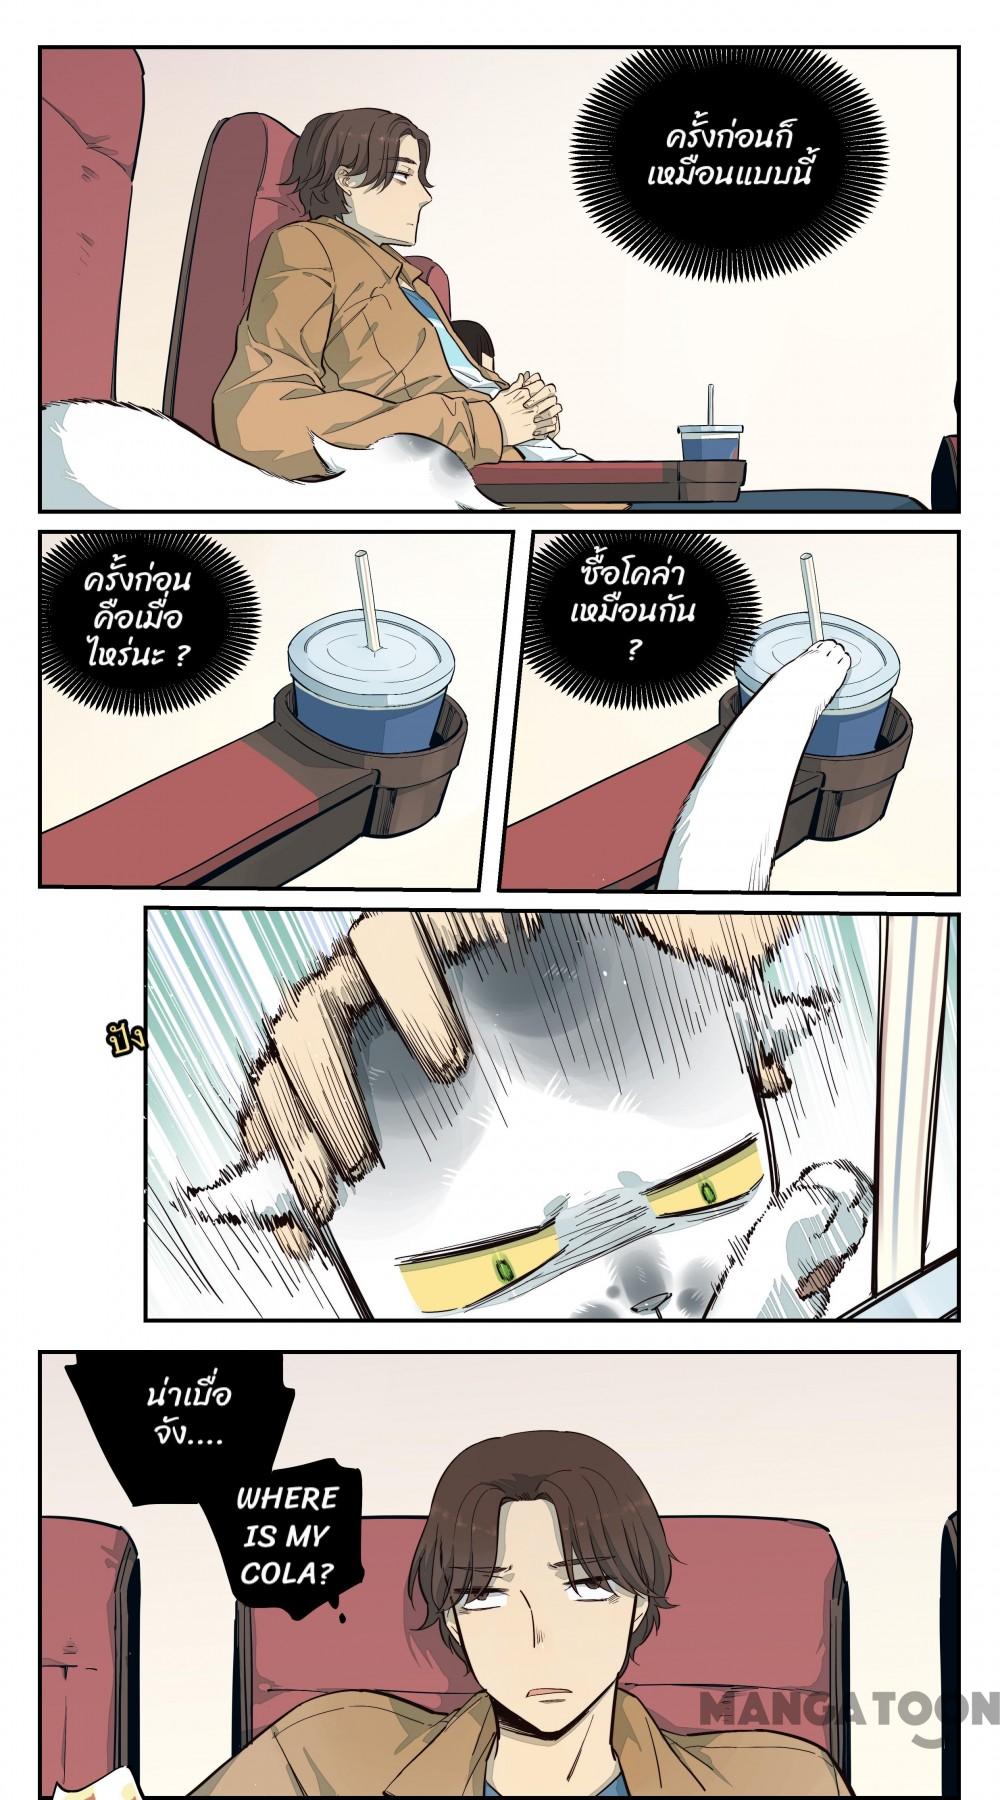 ครั้งก่อนก็
เหมือนแบบนี้
ครั้งก่อน
คือเมื่อ
ไหร่นะ ?
ซื้อโคล่า
เหมือนกัน
?
ปัง
น่าเบื่อ
จัง....
WHERE
IS MY
COLA?
MANGATOON